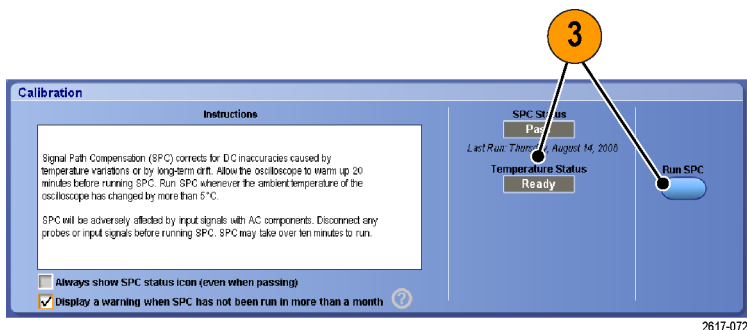 3
Calibration
Instructions
Signal Path Compensation (SPC) corrects for DC inaccuracies caused by
temperature variations or by long-term drift. Allow the oscilloscope to warm up 20
minutes before running SPC. Run SPC whenever the ambient temperature of the
oscilloscope has changed by more than 5°C.
SPC will be adversely affected by input signals with AC components. Disconnect any
probes or input signals before running SPC. SPC may take over ten minutes to run.
Always show SPC status icon (even when passing)
Display a warning when SPC has not been run in more than a month
?
SPC Status
Pass
Last Run: Thursday, August 14, 2008
Temperature Status
Ready
Run SPC
2617-072